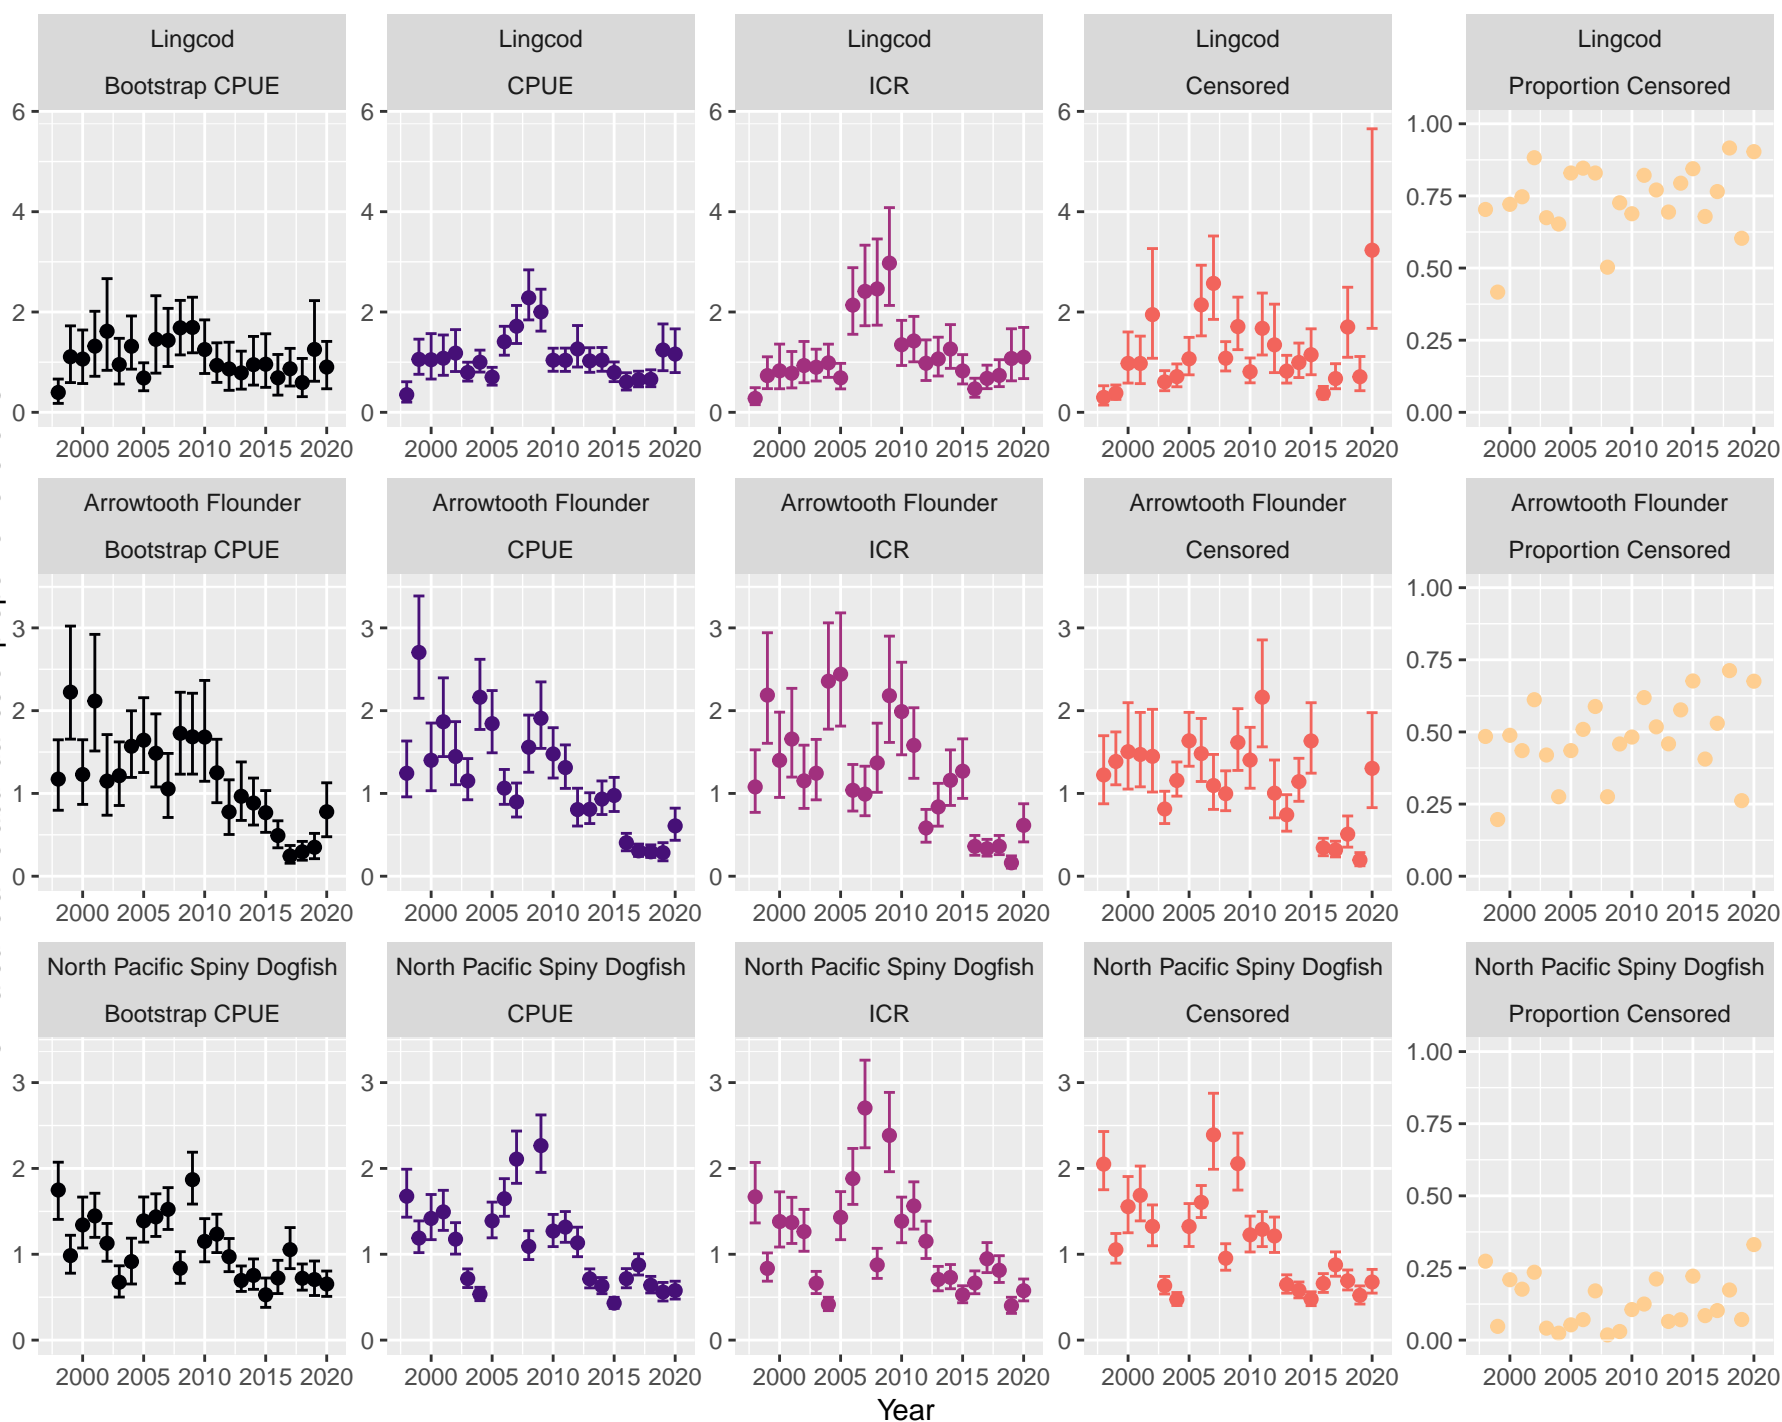 Lingcod Lingcod Lingcod Lingcod Lingcod
Bootstrap CPUE CPUE ICR Censored Proportion Censored
6 6 6 6 1.00
4 4 4 4 0.75
2 2 2 2 0.50
0.25
0 0 0 0 0.00
2000 2005 2010 2015 2020 2000 2005 2010 2015 2020 2000 2005 2010 2015 2020 2000 2005 2010 2015 2020 2000 2005 2010 2015 2020
Arrowtooth Flounder Arrowtooth Flounder Arrowtooth Flounder Arrowtooth Flounder Arrowtooth Flounder
Bootstrap CPUE CPUE ICR Censored Proportion Censored
1.00
3 3 3 3 0.75
2 2 2 2 0.50
1 1 1 1 0.25
0 0 0 0 0.00
2000 2005 2010 2015 2020 2000 2005 2010 2015 2020 2000 2005 2010 2015 2020 2000 2005 2010 2015 2020 2000 2005 2010 2015 2020
North Pacific Spiny Dogfish North Pacific Spiny Dogfish North Pacific Spiny Dogfish North Pacific Spiny Dogfish North Pacific Spiny Dogfish
Bootstrap CPUE CPUE ICR Censored Proportion Censored
1.00
3 3 3 3 0.75
2 2 2 2 0.50
1 1 1 1 0.25
0 0 0 0 0.00
2000 2005 2010 2015 2020 2000 2005 2010 2015 2020 2000 2005 2010 2015 2020 2000 2005 2010 2015 2020 2000 2005 2010 2015 2020
Year